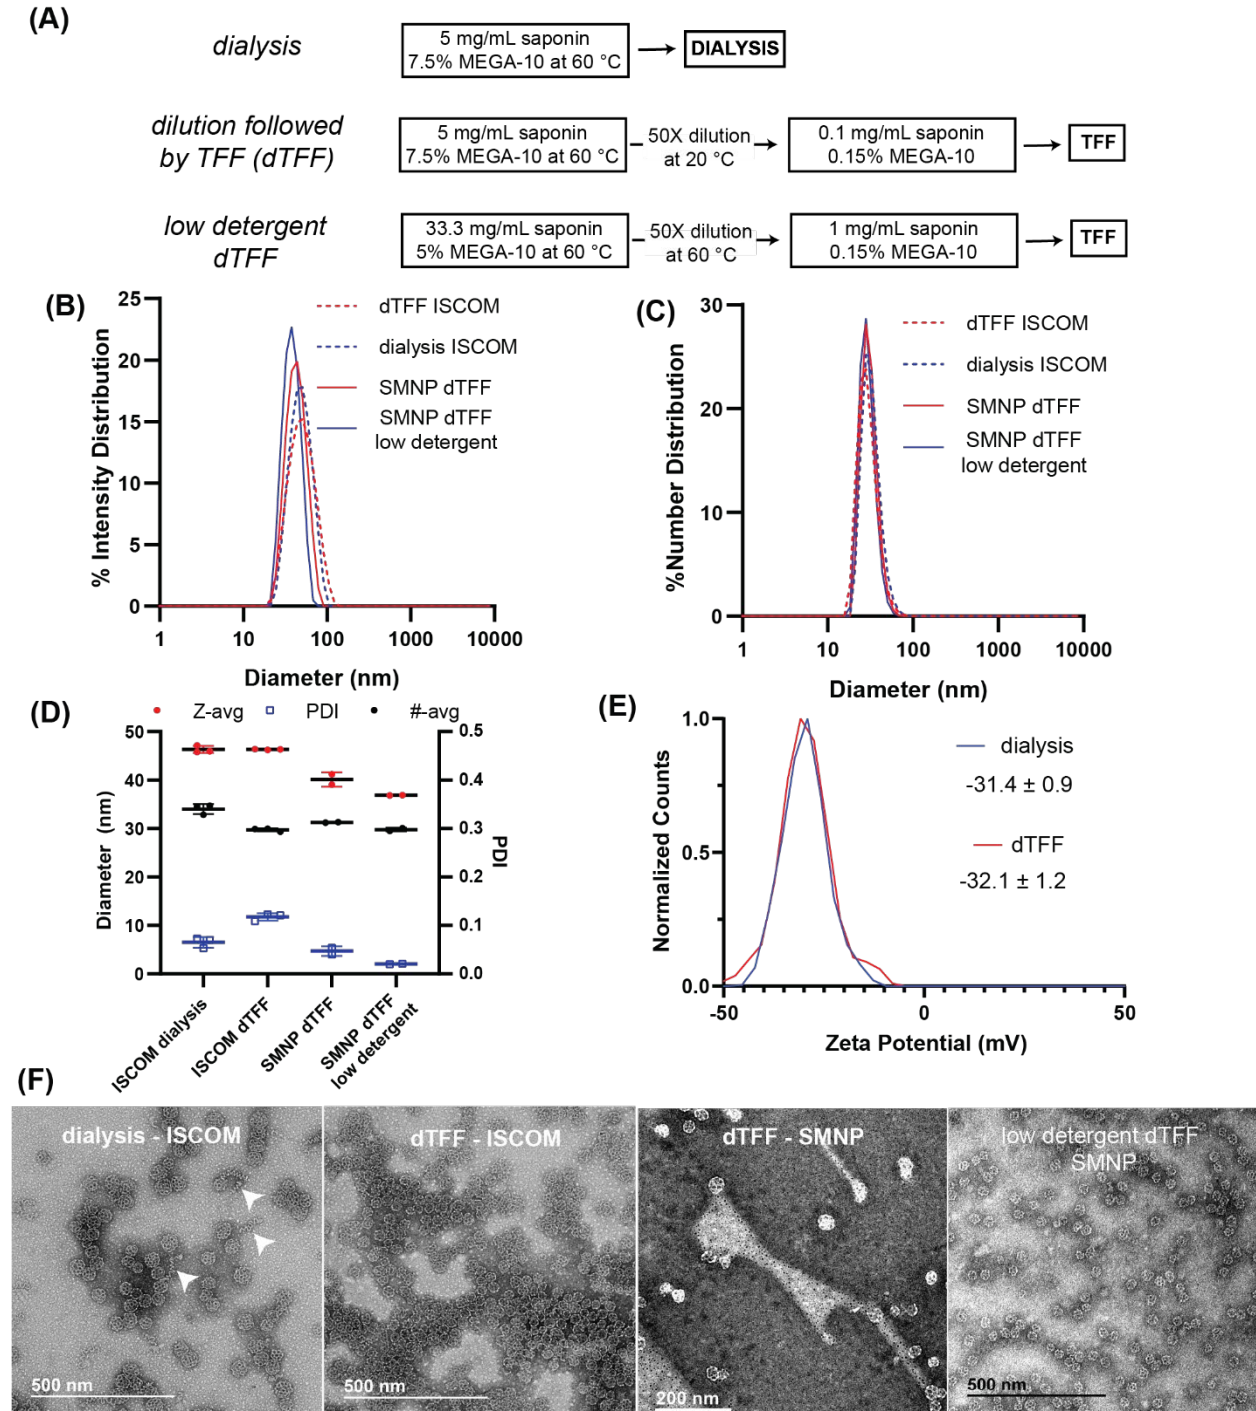 (A)
dialysis
5 mg/mL saponin
7.5% MEGA-10 at 60 °C
DIALYSIS
dilution followed
by TFF (dTFF)
5 mg/mL saponin
7.5% MEGA-10 at 60 °C
50X dilution
at 20 °C
0.1 mg/mL saponin
0.15% MEGA-10
TFF
low detergent
dTFF
33.3 mg/mL saponin
5% MEGA-10 at 60 °C
50X dilution
at 60 °C
1 mg/mL saponin
0.15% MEGA-10
TFF
(B)
% Intensity Distribution
25
20
15
10
5
0
1
10
100
1000
10000
Diameter (nm)
dTFF ISCOM
dialysis ISCOM
SMNP dTFF
SMNP dTFF
low detergent
(C)
%Number Distribution
30
20
10
0
1
10
100
1000
10000
Diameter (nm)
dTFF ISCOM
dialysis ISCOM
SMNP dTFF
SMNP dTFF
low detergent
(D)
Z-avg
PDI
#-avg
Diameter (nm)
50
40
30
20
10
0
0.5
0.4
0.3
0.2
0.1
0.0
PDI
ISCOM dialysis
ISCOM dTFF
SMNP dTFF
SMNP dTFF
low detergent
(E)
Normalized Counts
1.0
0.5
0.0
-50
0
50
Zeta Potential (mV)
dialysis
-31.4 ± 0.9
dTFF
-32.1 ± 1.2
(F)
dialysis - ISCOM
500 nm
dTFF - ISCOM
500 nm
dTFF - SMNP
200 nm
low detergent dTFF
SMNP
500 nm